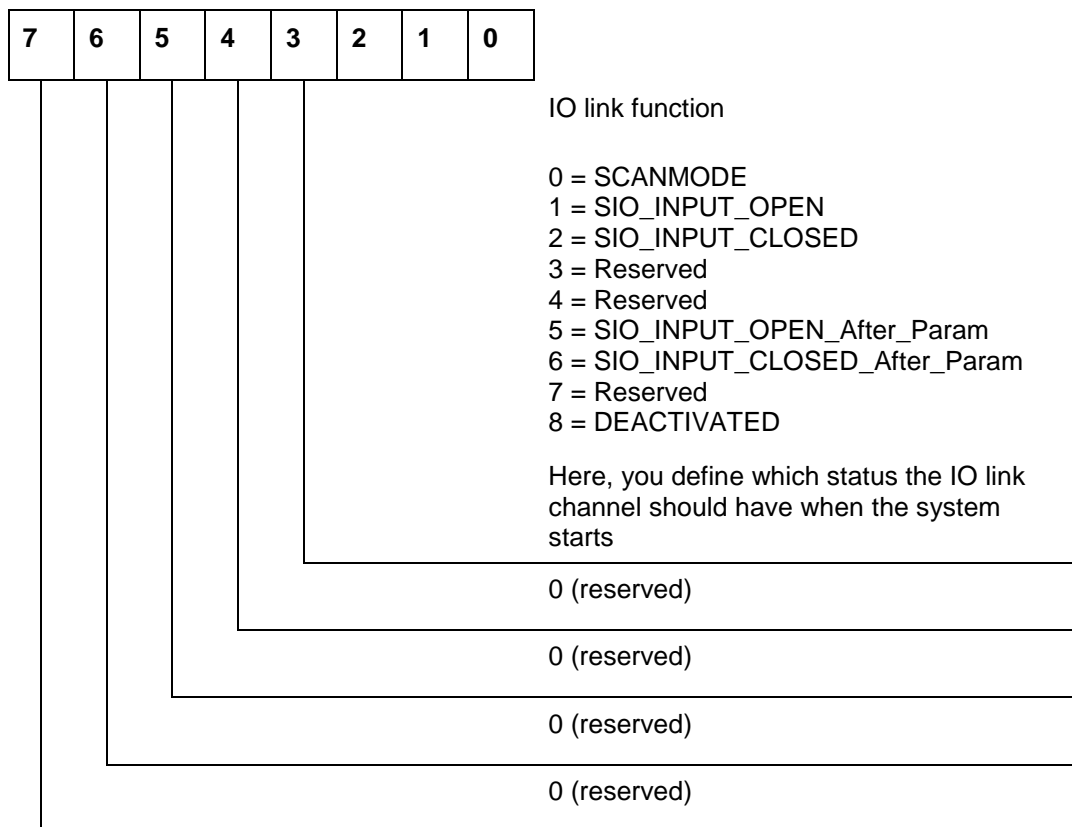 7 6 5 4 3 2 1 0
IO link function
0 = SCANMODE
1 = SIO_INPUT_OPEN
2 = SIO_INPUT_CLOSED
3 = Reserved
4 = Reserved
5 = SIO_INPUT_OPEN_After_Param
6 = SIO_INPUT_CLOSED_After_Param
7 = Reserved
8 = DEACTIVATED
Here, you define which status the IO link
channel should have when the system
starts
0 (reserved)
0 (reserved)
0 (reserved)
0 (reserved)